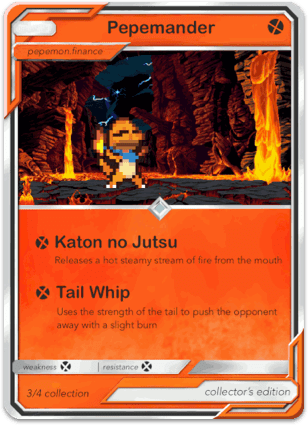 Pepemander
pepemon.finance
Katon no Jutsu
Releases a hot steamy stream of fire from the mouth
Tail Whip
Uses the strength of the tail to push the opponent
away with a slight burn
weakness resistance
3/4 collection collector's edition